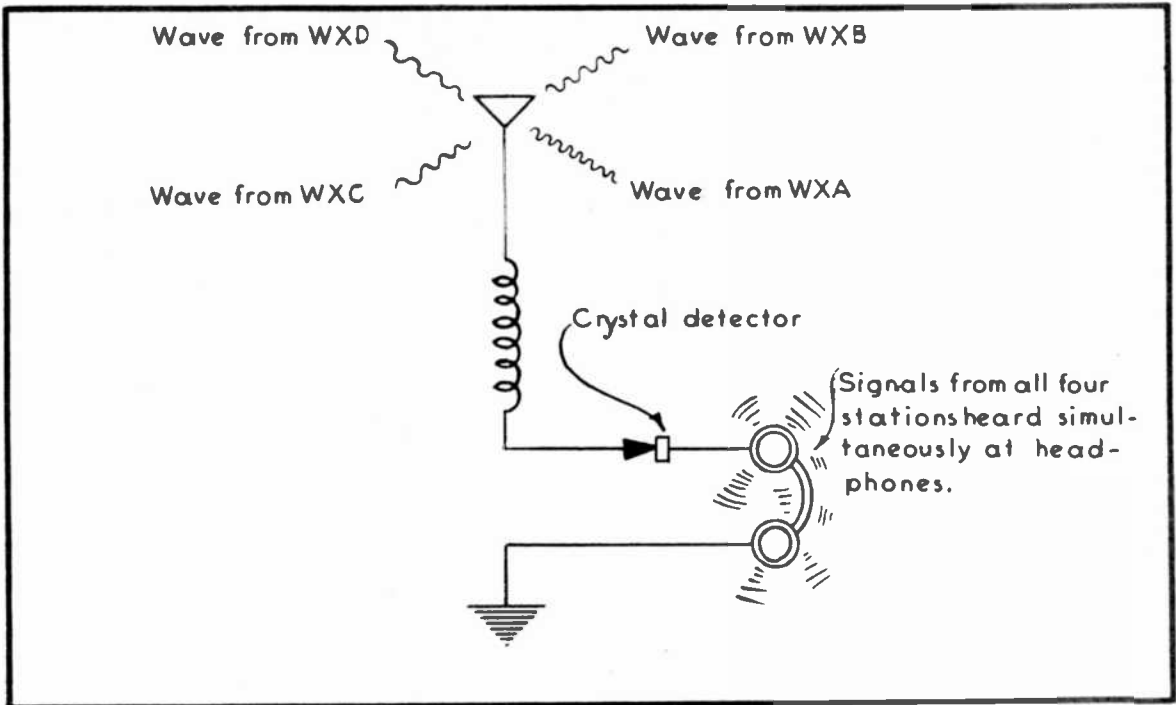 Wave from WXD
Wave from WXB
Wave from WXC
Wave from WXA
Crystal detector
Signals from all four
stations heard simul-
taneously at head-
phones.